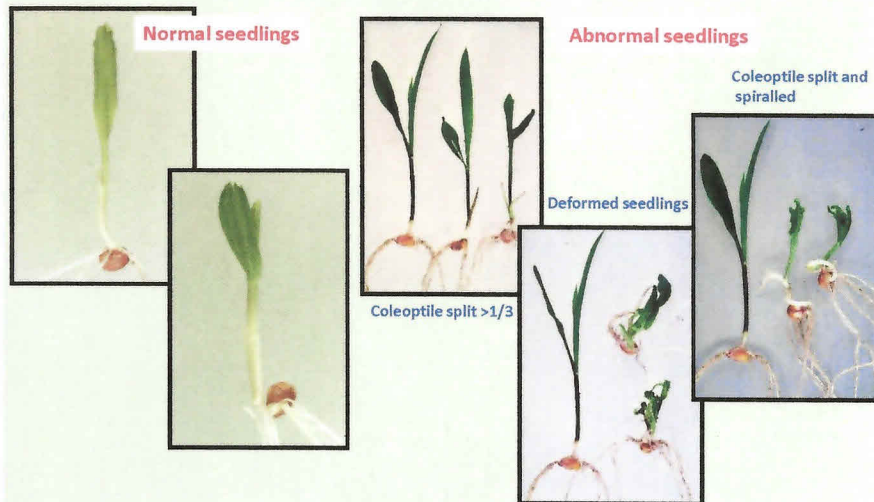 Normal seedlings
Abnormal seedlings
Coleoptile split and
spiralled
Deformed seedlings
Coleoptile split >1/3